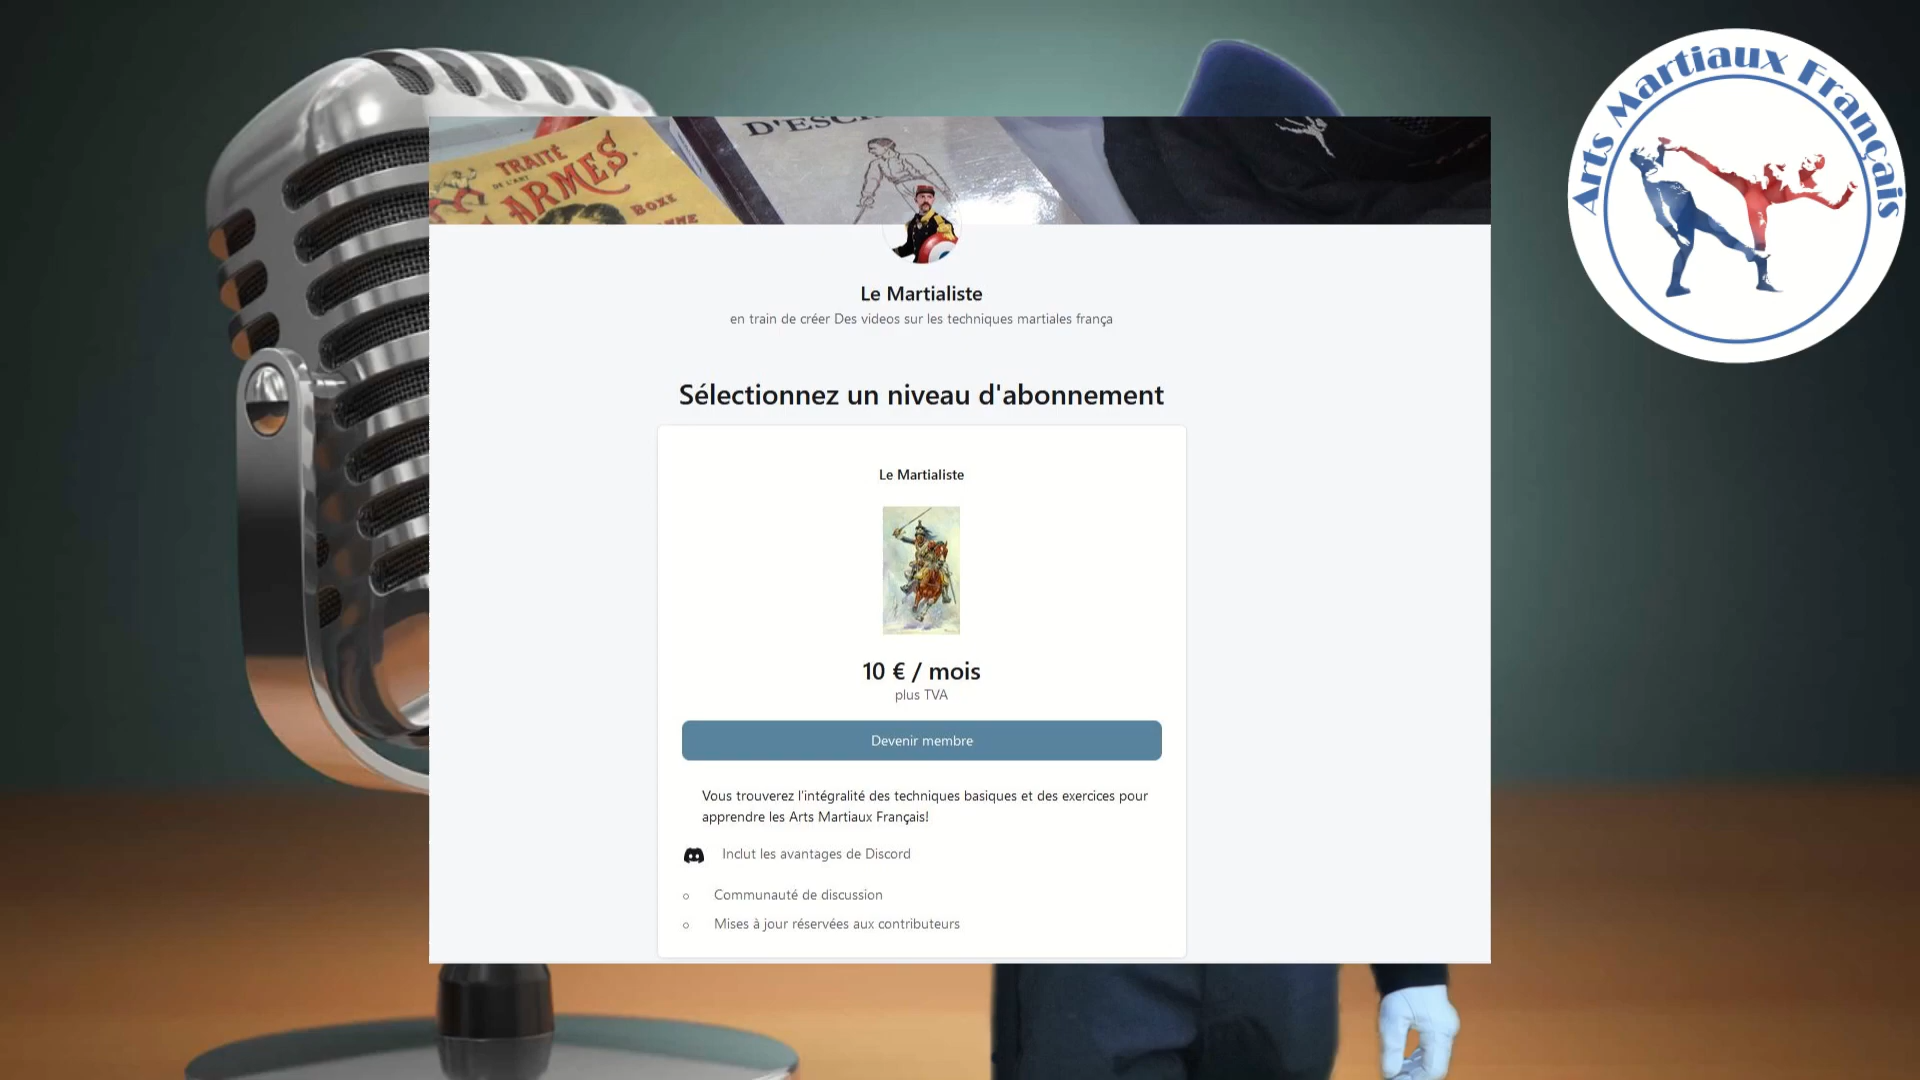 Arts Martiaux Français
TRAITÉ
DE L'ART
ARMES
BOXE
Le Martialiste
en train de créer Des videos sur les techniques martiales frança
Sélectionnez un niveau d'abonnement
Le Martialiste
10 € / mois
plus TVA
Devenir membre
Vous trouverez l'intégralité des techniques basiques et des exercices pour
apprendre les Arts Martiaux Français!
Inclut les avantages de Discord
Communauté de discussion
Mises à jour réservées aux contributeurs